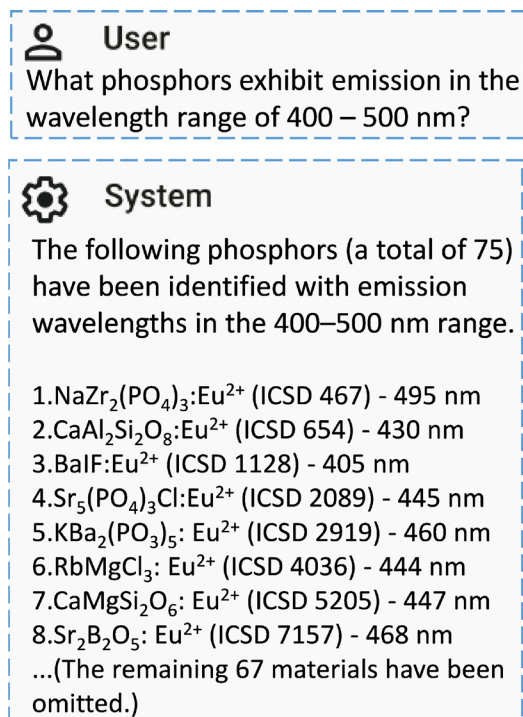 User
What phosphors exhibit emission in the
wavelength range of 400 – 500 nm?
System
The following phosphors (a total of 75)
have been identified with emission
wavelengths in the 400–500 nm range.
1.NaZr₂(PO₄)₃:Eu²⁺ (ICSD 467) - 495 nm
2.CaAl₂Si₂O₈:Eu²⁺ (ICSD 654) - 430 nm
3.BaIF:Eu²⁺ (ICSD 1128) - 405 nm
4.Sr₅(PO₄)₃Cl:Eu²⁺ (ICSD 2089) - 445 nm
5.KBa₂(PO₃)₅: Eu²⁺ (ICSD 2919) - 460 nm
6.RbMgCl₃: Eu²⁺ (ICSD 4036) - 444 nm
7.CaMgSi₂O₆: Eu²⁺ (ICSD 5205) - 447 nm
8.Sr₂B₂O₅: Eu²⁺ (ICSD 7157) - 468 nm
...(The remaining 67 materials have been
omitted.)